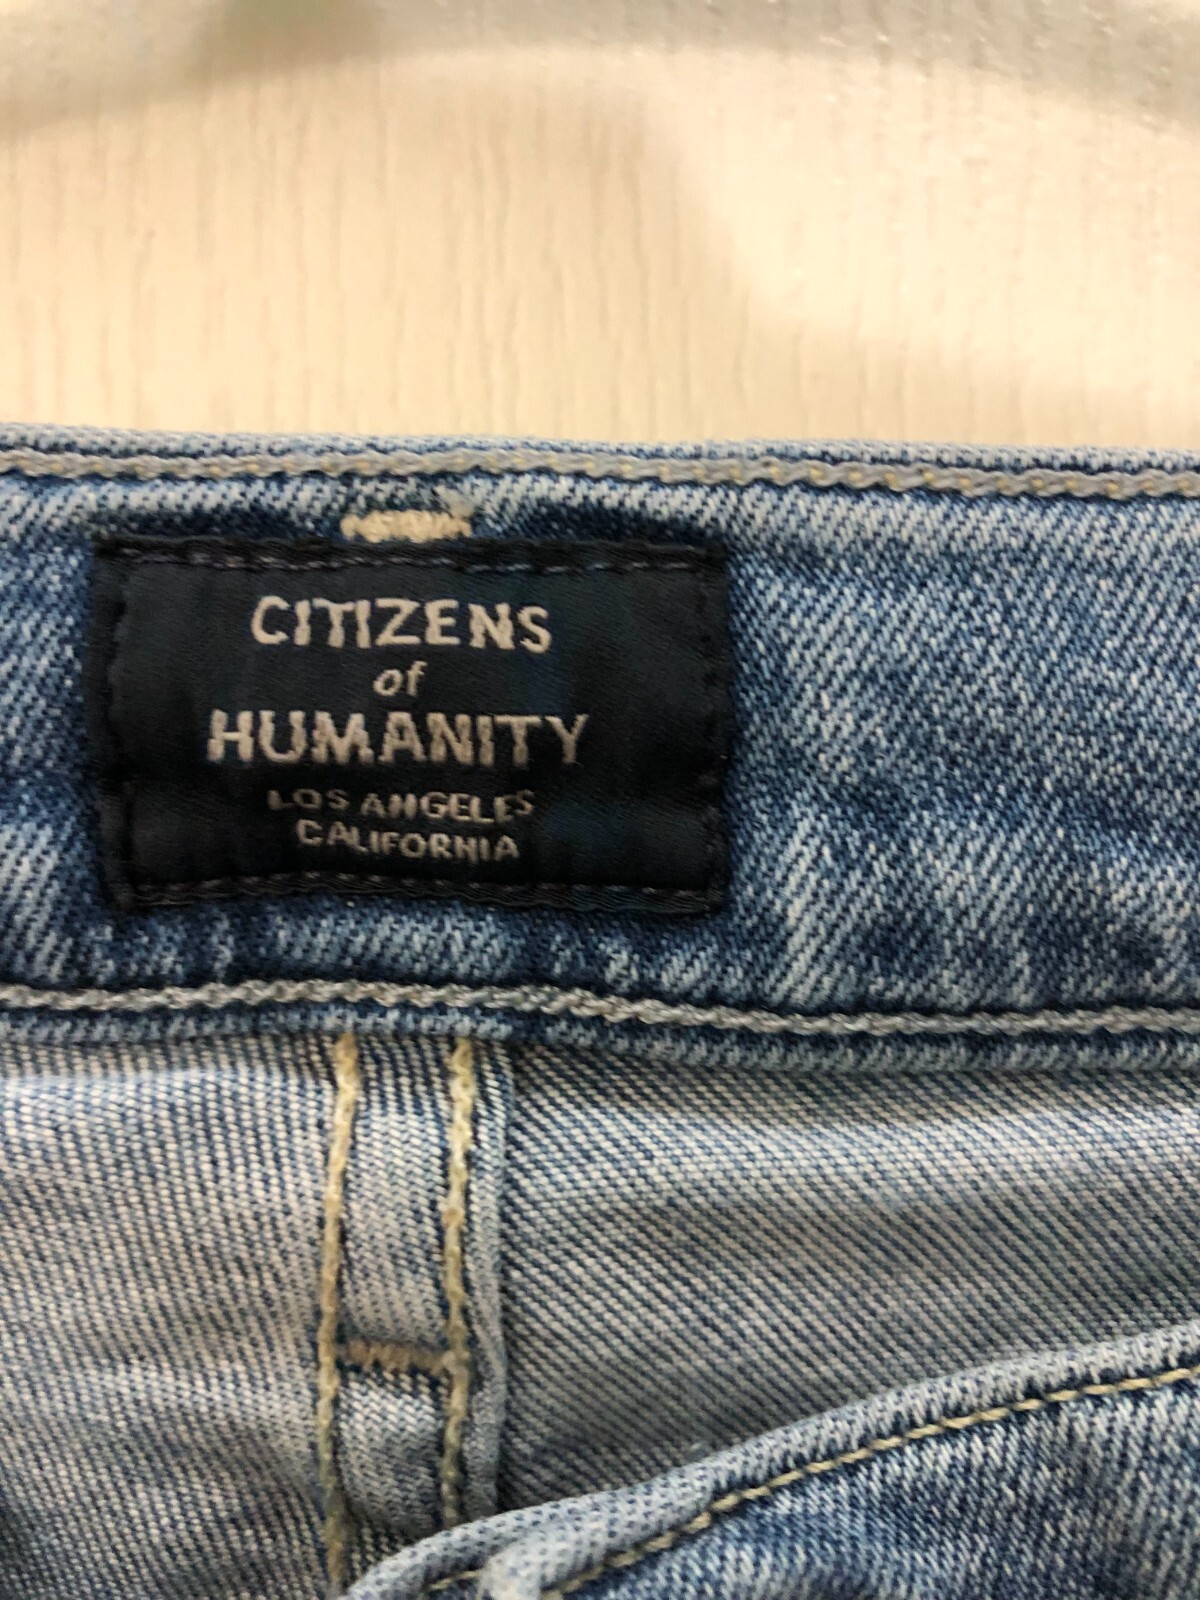 CITIZENS
of
HUMANITY
LOS ANGELES
CALIFORNIA